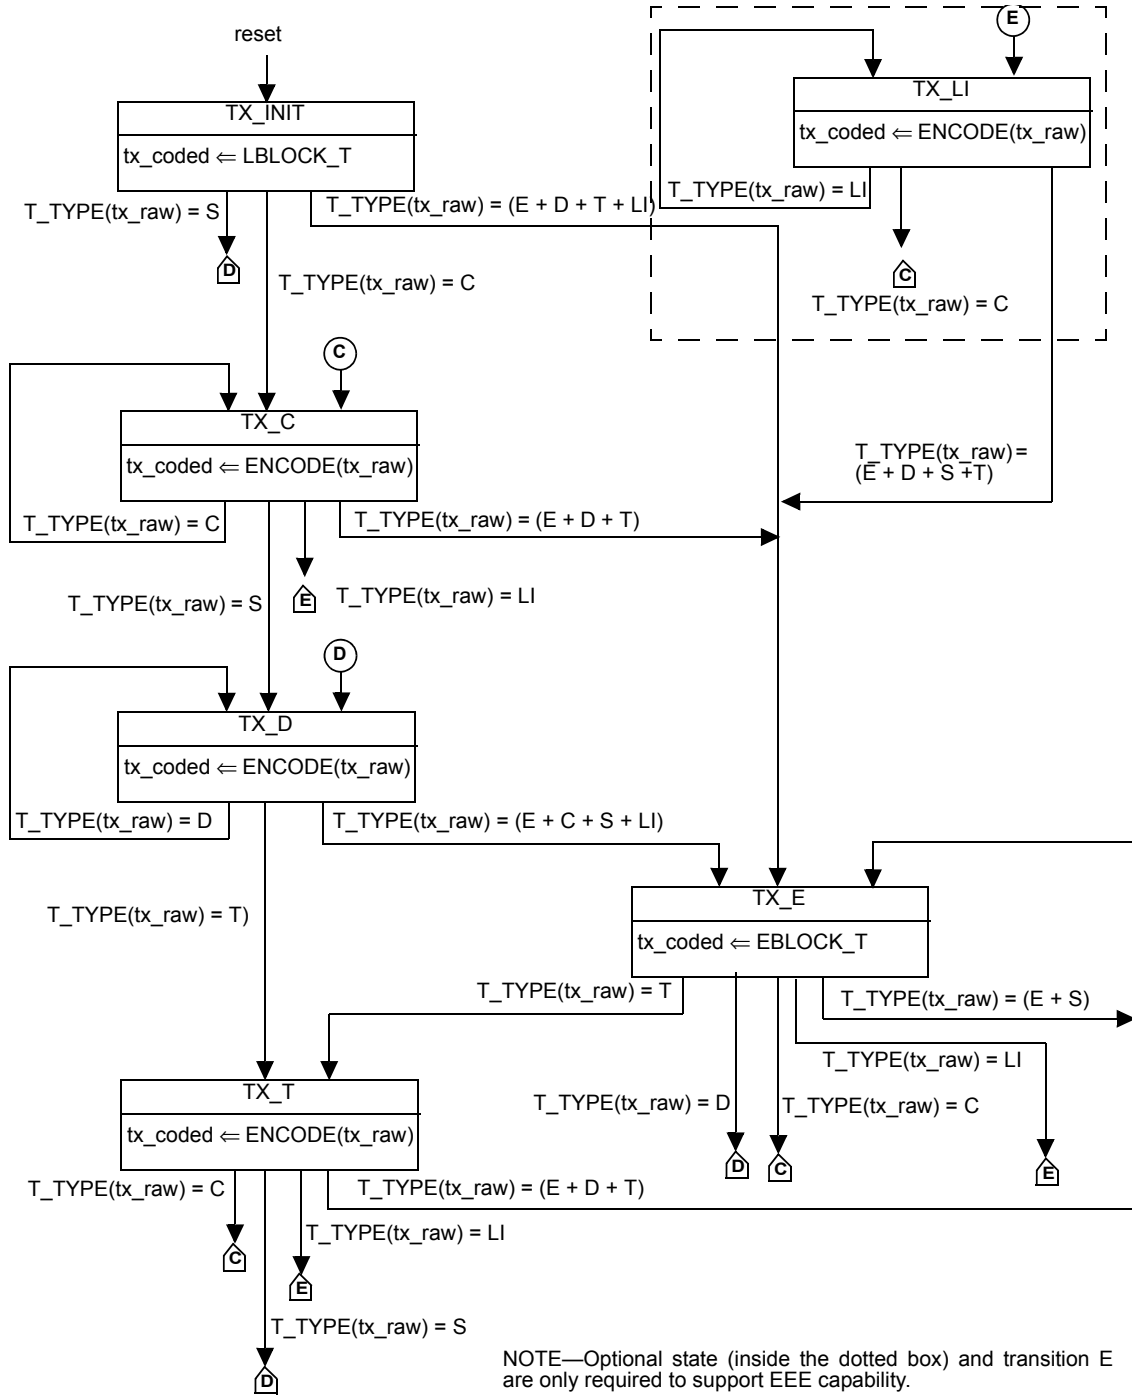 reset
E
TX_INIT
tx_coded ⇐ LBLOCK_T
TX_LI
tx_coded ⇐ ENCODE(tx_raw)
T_TYPE(tx_raw) = S
T_TYPE(tx_raw) = (E + D + T + LI)
T_TYPE(tx_raw) = LI
D
T_TYPE(tx_raw) = C
C
T_TYPE(tx_raw) = C
C
TX_C
tx_coded ⇐ ENCODE(tx_raw)
T_TYPE(tx_raw) =
(E + D + S +T)
T_TYPE(tx_raw) = C
T_TYPE(tx_raw) = (E + D + T)
T_TYPE(tx_raw) = S
E
T_TYPE(tx_raw) = LI
D
TX_D
tx_coded ⇐ ENCODE(tx_raw)
T_TYPE(tx_raw) = D
T_TYPE(tx_raw) = (E + C + S + LI)
T_TYPE(tx_raw) = T)
TX_E
tx_coded ⇐ EBLOCK_T
T_TYPE(tx_raw) = T
T_TYPE(tx_raw) = (E + S)
T_TYPE(tx_raw) = LI
T_TYPE(tx_raw) = D
T_TYPE(tx_raw) = C
D
C
E
TX_T
tx_coded ⇐ ENCODE(tx_raw)
T_TYPE(tx_raw) = C
T_TYPE(tx_raw) = (E + D + T)
T_TYPE(tx_raw) = LI
C
E
T_TYPE(tx_raw) = S
D
NOTE—Optional state (inside the dotted box) and transition E
are only required to support EEE capability.